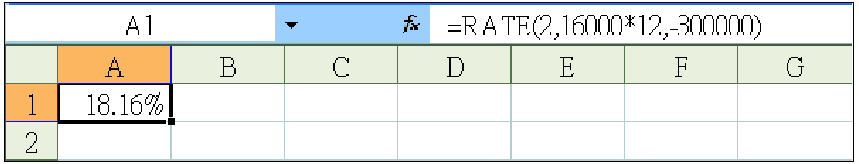 A1 fx =RATE(2,16000*12,-300000)
A B C D E F G
1 18.16%
2